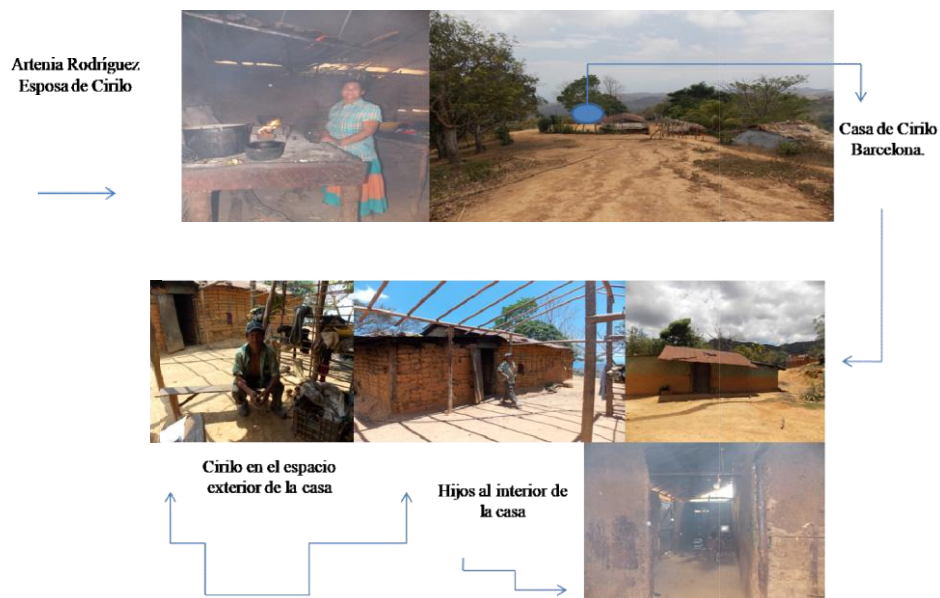 Artenia Rodríguez
Esposa de Cirilo
Casa de Cirilo
Barcelona.
Cirilo en el espacio
exterior de la casa
Hijos al interior de
la casa